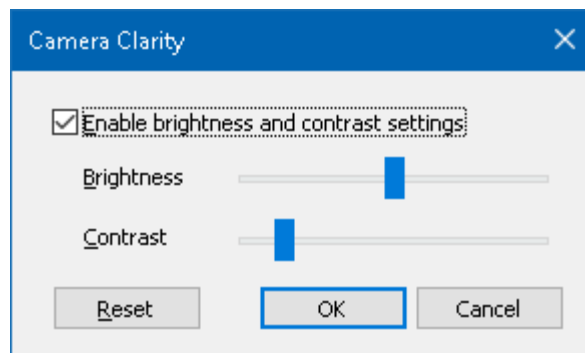 Camera Clarity
Enable brightness and contrast settings
Brightness
Contrast
Reset OK Cancel